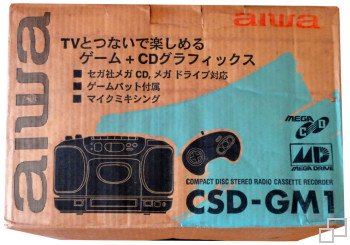 aiwa
aiwa
TVとつないで楽しめる
ゲーム+CDグラフィックス
■ セガ社メガCD, メガドライブ対応
■ ゲームパット付属
■ マイクミキシング
MEGA
CD
MD
MEGA DRIVE
COMPACT DISC STEREO RADIO CASSETTE RECORDER
CSD-GM1